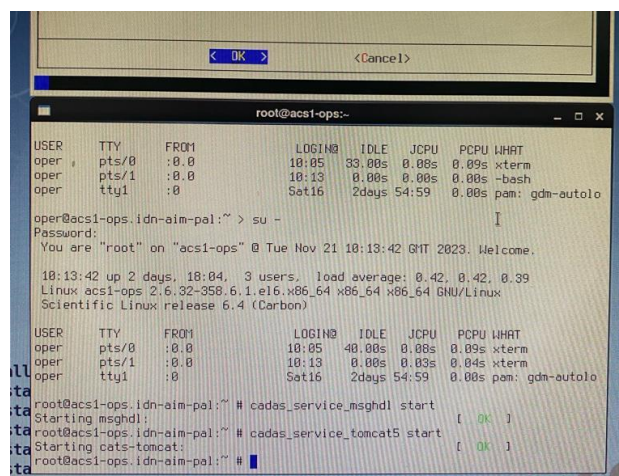 < OK > <Cancel>
root@acs1-ops:~
USER TTY FROM LOGIN@ IDLE JCPU PCPU WHAT
oper pts/0 :0.0 10:05 33.00s 0.08s 0.09s xterm
oper pts/1 :0.0 10:13 0.00s 0.00s 0.00s -bash
oper tty1 :0 Sat16 2days 54:59 0.00s pam: gdm-autolo
oper@acs1-ops.idn-aim-pal:~ > su -
Password:
You are "root" on "acs1-ops" @ Tue Nov 21 10:13:42 GMT 2023. Welcome.
10:13:42 up 2 days, 18:04, 3 users, load average: 0.42, 0.42, 0.39
Linux acs1-ops 2.6.32-358.6.1.el6.x86_64 x86_64 x86_64 GNU/Linux
Scientific Linux release 6.4 (Carbon)
USER TTY FROM LOGIN@ IDLE JCPU PCPU WHAT
oper pts/0 :0.0 10:05 40.00s 0.08s 0.09s xterm
oper pts/1 :0.0 10:13 0.00s 0.03s 0.04s xterm
oper tty1 :0 Sat16 2days 54:59 0.00s pam: gdm-autolo
root@acs1-ops.idn-aim-pal:~ # cadas_service_msghdl start
Starting msghdl: [ OK ]
root@acs1-ops.idn-aim-pal:~ # cadas_service_tomcat5 start
Starting cats-tomcat: [ OK ]
root@acs1-ops.idn-aim-pal:~ #